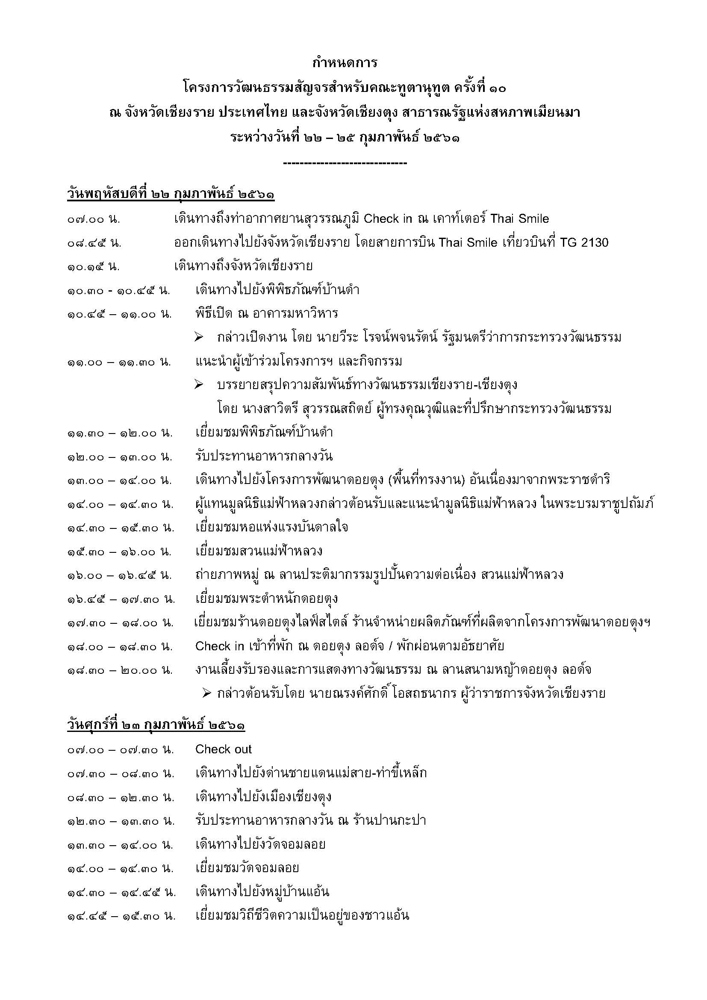 กำหนดการ
โครงการวัฒนธรรมสัญจรสำหรับคณะทูตานุทูต ครั้งที่ ๑๐
ณ จังหวัดเชียงราย ประเทศไทย และจังหวัดเชียงตุง สาธารณรัฐแห่งสหภาพเมียนมา
ระหว่างวันที่ ๒๒ – ๒๕ กุมภาพันธ์ ๒๕๖๑
------------------------------
วันพฤหัสบดีที่ ๒๒ กุมภาพันธ์ ๒๕๖๑
๐๗.๐๐ น. เดินทางถึงท่าอากาศยานสุวรรณภูมิ Check in ณ เคาท์เตอร์ Thai Smile
๐๘.๔๕ น. ออกเดินทางไปยังจังหวัดเชียงราย โดยสายการบิน Thai Smile เที่ยวบินที่ TG 2130
๑๐.๑๕ น. เดินทางถึงจังหวัดเชียงราย
๑๐.๓๐ - ๑๐.๔๕ น. เดินทางไปยังพิพิธภัณฑ์บ้านดำ
๑๐.๔๕ – ๑๑.๐๐ น. พิธีเปิด ณ อาคารมหาวิหาร
➢ กล่าวเปิดงาน โดย นายวีระ โรจน์พจนรัตน์ รัฐมนตรีว่าการกระทรวงวัฒนธรรม
๑๑.๐๐ – ๑๑.๓๐ น. แนะนำผู้เข้าร่วมโครงการฯ และกิจกรรม
➢ บรรยายสรุปความสัมพันธ์ทางวัฒนธรรมเชียงราย-เชียงตุง
โดย นางสาวิตรี สุวรรณสถิตย์ ผู้ทรงคุณวุฒิและที่ปรึกษากระทรวงวัฒนธรรม
๑๑.๓๐ – ๑๒.๐๐ น. เยี่ยมชมพิพิธภัณฑ์บ้านดำ
๑๒.๐๐ – ๑๓.๐๐ น. รับประทานอาหารกลางวัน
๑๓.๐๐ – ๑๔.๐๐ น. เดินทางไปยังโครงการพัฒนาดอยตุง (พื้นที่ทรงงาน) อันเนื่องมาจากพระราชดำริ
๑๔.๐๐ – ๑๔.๓๐ น. ผู้แทนมูลนิธิแม่ฟ้าหลวงกล่าวต้อนรับและแนะนำมูลนิธิแม่ฟ้าหลวง ในพระบรมราชูปถัมภ์
๑๔.๓๐ – ๑๕.๓๐ น. เยี่ยมชมหอแห่งแรงบันดาลใจ
๑๕.๓๐ – ๑๖.๐๐ น. เยี่ยมชมสวนแม่ฟ้าหลวง
๑๖.๐๐ – ๑๖.๔๕ น. ถ่ายภาพหมู่ ณ ลานประติมากรรมรูปปั้นความต่อเนื่อง สวนแม่ฟ้าหลวง
๑๖.๔๕ – ๑๗.๓๐ น. เยี่ยมชมพระตำหนักดอยตุง
๑๗.๓๐ – ๑๘.๐๐ น. เยี่ยมชมร้านดอยตุงไลฟ์สไตล์ ร้านจำหน่ายผลิตภัณฑ์ที่ผลิตจากโครงการพัฒนาดอยตุงฯ
๑๘.๐๐ – ๑๘.๓๐ น. Check in เข้าที่พัก ณ ดอยตุง ลอด์จ / พักผ่อนตามอัธยาศัย
๑๘.๓๐ – ๒๐.๐๐ น. งานเลี้ยงรับรองและการแสดงทางวัฒนธรรม ณ ลานสนามหญ้าดอยตุง ลอด์จ
➢ กล่าวต้อนรับโดย นายณรงค์ศักดิ์ โอสถธนากร ผู้ว่าราชการจังหวัดเชียงราย
วันศุกร์ที่ ๒๓ กุมภาพันธ์ ๒๕๖๑
๐๗.๐๐ – ๐๗.๓๐ น. Check out
๐๗.๓๐ – ๐๘.๓๐ น. เดินทางไปยังด่านชายแดนแม่สาย-ท่าขี้เหล็ก
๐๘.๓๐ – ๑๒.๓๐ น. เดินทางไปยังเมืองเชียงตุง
๑๒.๓๐ – ๑๓.๓๐ น. รับประทานอาหารกลางวัน ณ ร้านปานกะปา
๑๓.๓๐ – ๑๔.๐๐ น. เดินทางไปยังวัดจอมลอย
๑๔.๐๐ – ๑๔.๓๐ น. เยี่ยมชมวัดจอมลอย
๑๔.๓๐ – ๑๔.๔๕ น. เดินทางไปยังหมู่บ้านแอ้น
๑๔.๔๕ – ๑๕.๓๐ น. เยี่ยมชมวิถีชีวิตความเป็นอยู่ของชาวแอ้น